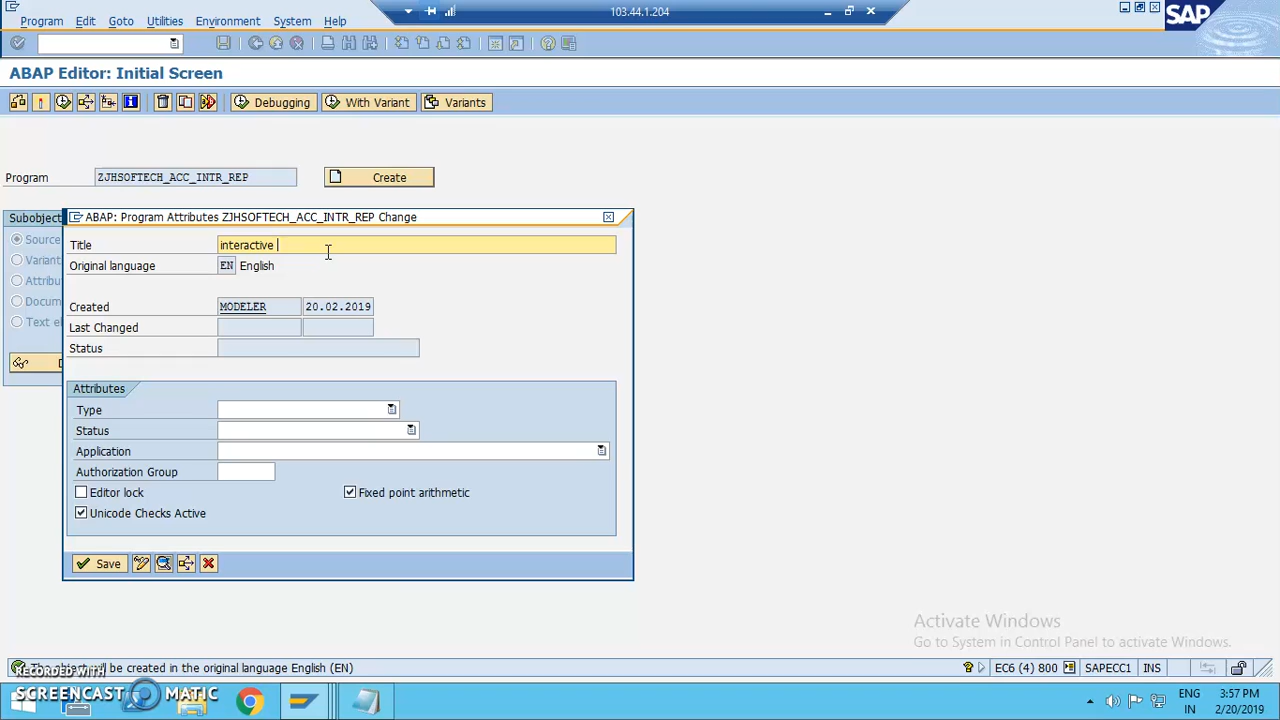 103.44.1.204
Program Edit Goto Utilities Environment System Help
SAP
ABAP Editor: Initial Screen
Debugging With Variant Variants
Program ZJHSOFTECH_ACC_INTR_REP Create
Subobject
ABAP: Program Attributes ZJHSOFTECH_ACC_INTR_REP Change
Source
Title interactive
Variant
Original language EN English
Attribu
Docum
Created MODELER 20.02.2019
Text el
Last Changed
Status
Attributes
Type
Status
Application
Authorization Group
Editor lock Fixed point arithmetic
Unicode Checks Active
Save
Activate Windows
Go to System in Control Panel to activate Windows.
be created in the original language English (EN)
EC6 (4) 800 SAPECC1 INS
RECORDED WITH
SCREENCAST MATIC
ENG
IN
3:57 PM
2/20/2019